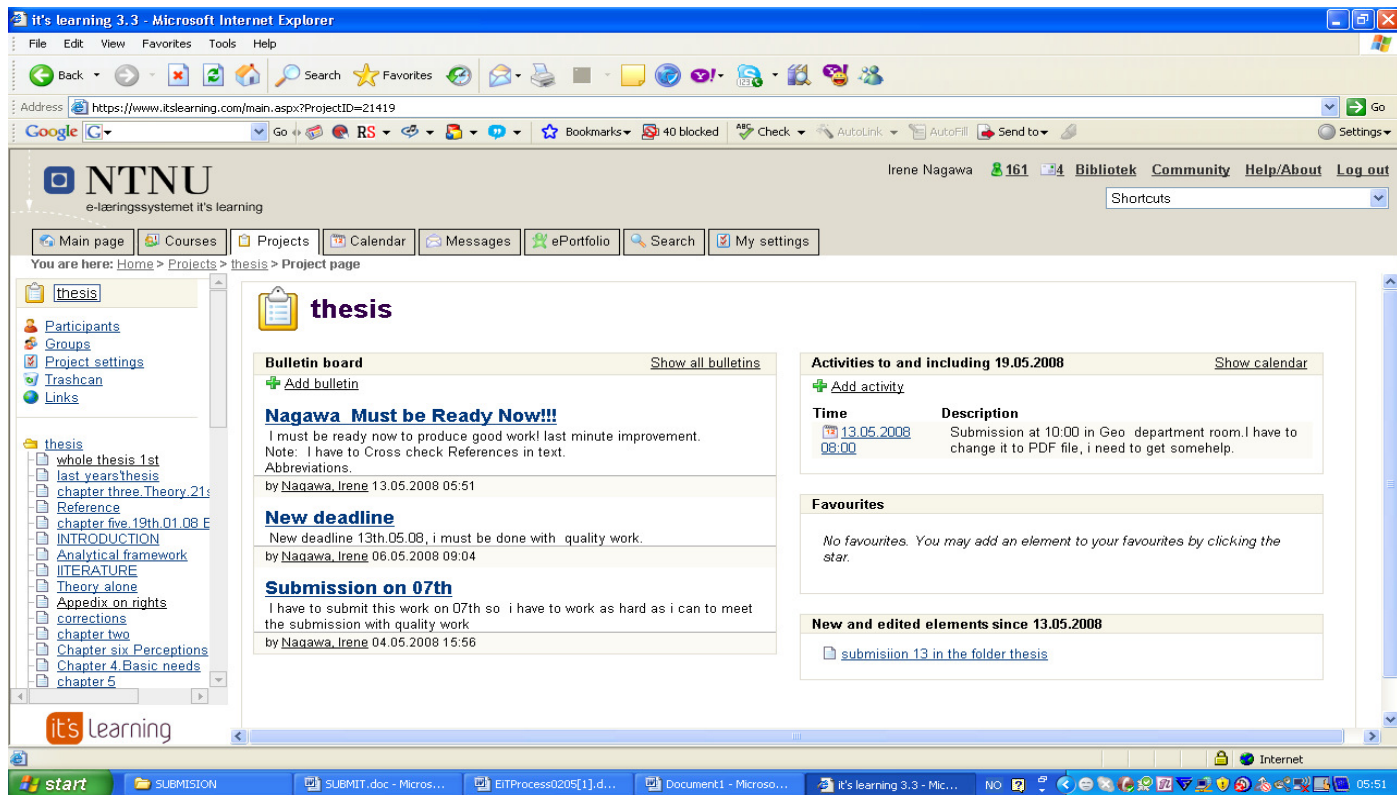 it's learning 3.3 - Microsoft Internet Explorer
File Edit View Favorites Tools Help
Back Search Favorites
Address https://www.itslearning.com/main.aspx?ProjectID=21419 Go
Google G Go RS Bookmarks 40 blocked Check AutoLink AutoFill Send to Settings
NTNU
e-læringssystemet it's learning
Irene Nagawa 161 4 Bibliotek Community Help/About Log out
Shortcuts
Main page Courses Projects Calendar Messages ePortfolio Search My settings
You are here: Home > Projects > thesis > Project page
thesis
Participants
Groups
Project settings
Trashcan
Links
thesis
whole thesis 1st
last years'thesis
chapter three.Theory.21s
Reference
chapter five.19th.01.08 E
INTRODUCTION
Analytical framework
lITERATURE
Theory alone
Appedix on rights
corrections
chapter two
Chapter six Perceptions
Chapter 4.Basic needs
chapter 5
it's learning
thesis
Bulletin board Show all bulletins
Add bulletin
Nagawa Must be Ready Now!!!
I must be ready now to produce good work! last minute improvement.
Note: I have to Cross check References in text.
Abbreviations.
by Nagawa, Irene 13.05.2008 05:51
New deadline
New deadline 13th.05.08, i must be done with quality work.
by Nagawa, Irene 06.05.2008 09:04
Submission on 07th
I have to submit this work on 07th so i have to work as hard as i can to meet
the submission with quality work
by Nagawa, Irene 04.05.2008 15:56
Activities to and including 19.05.2008 Show calendar
Add activity
Time Description
13.05.2008 Submission at 10:00 in Geo department room.I have to
08:00 change it to PDF file, i need to get somehelp.
Favourites
No favourites. You may add an element to your favourites by clicking the
star.
New and edited elements since 13.05.2008
submisiion 13 in the folder thesis
Internet
start SUBMISION SUBMIT.doc - Micros... EiTProcess0205[1].d... Document1 - Microso... it's learning 3.3 - Mic... NO 05:51